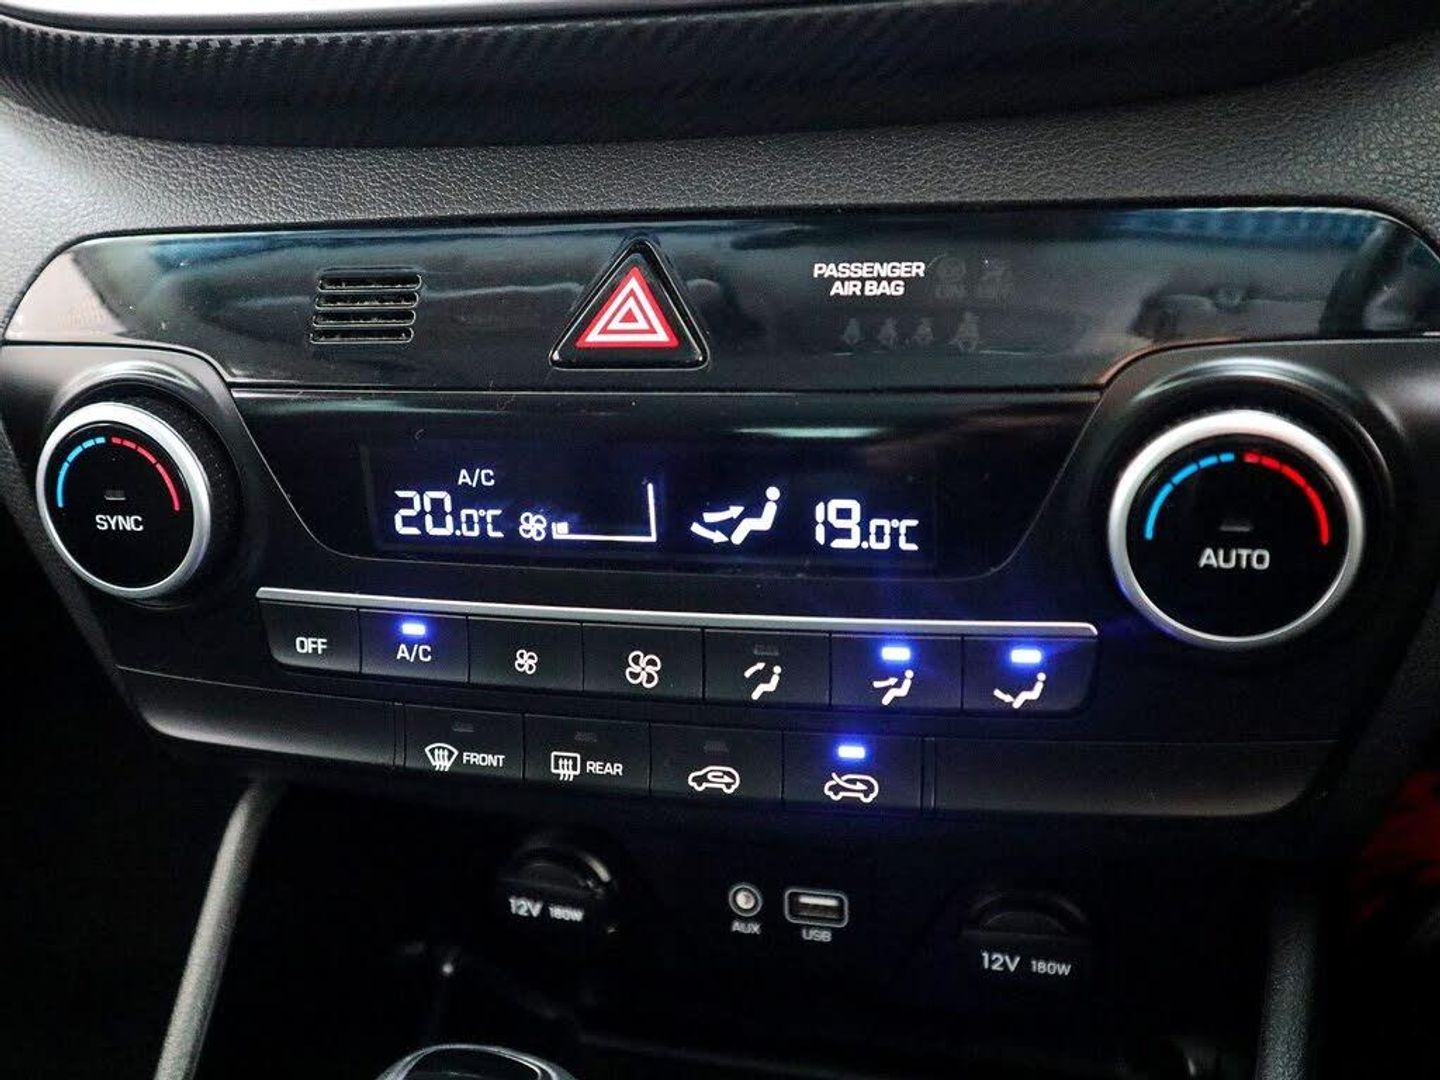 PASSENGER
AIR BAG
A/C
20.0°C 19.0°C
SYNC
AUTO
OFF A/C
FRONT REAR
12V 180W AUX USB 12V 180W